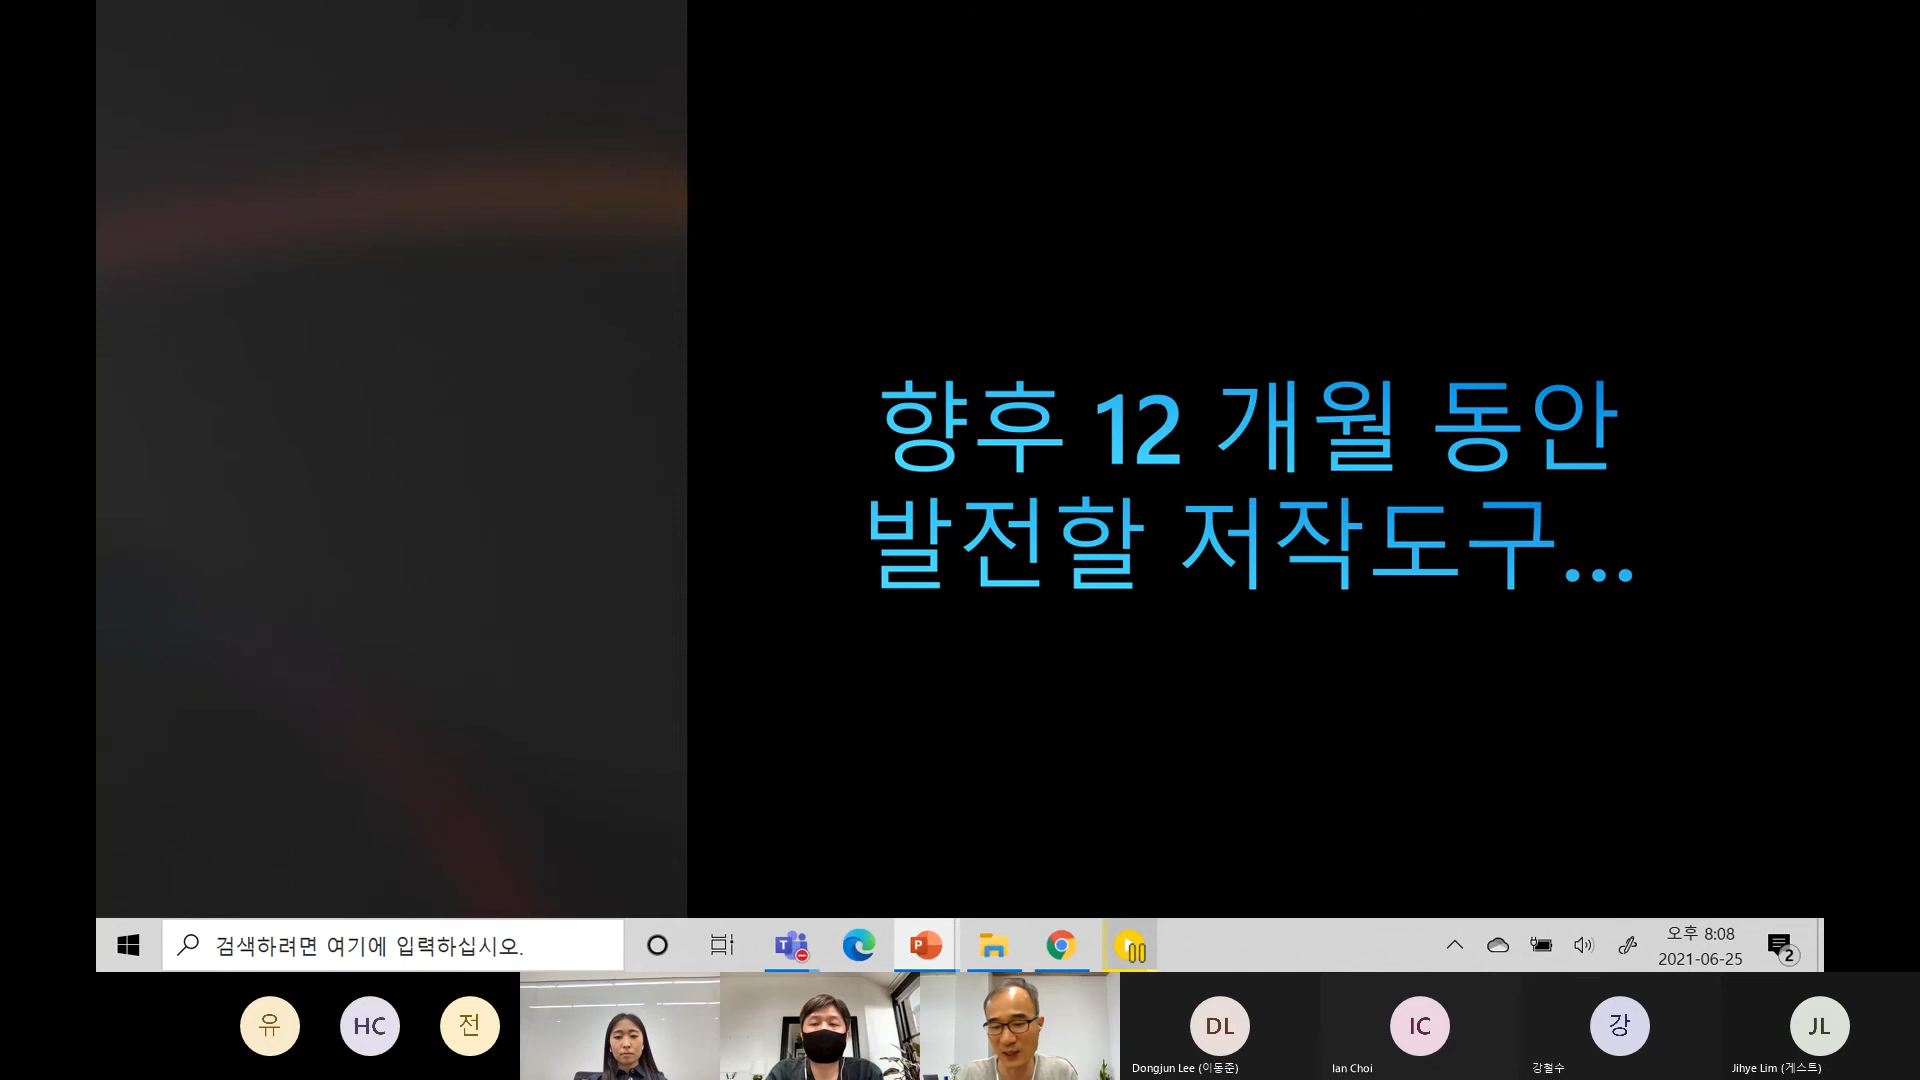 향후 12 개월 동안
발전할 저작도구...
검색하려면 여기에 입력하십시오.
오후 8:08
2021-06-25
2
유
HC
전
DL
IC
강
JL
Dongjun Lee (이동준)
Ian Choi
강철수
Jihye Lim (게스트)